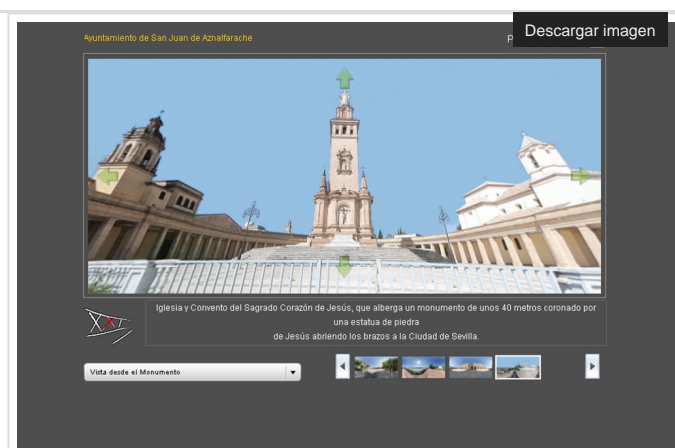 Ayuntamiento de San Juan de Aznalfarache
Descargar imagen
Iglesia y Convento del Sagrado Corazón de Jesús, que alberga un monumento de unos 40 metros coronado por
una estatua de piedra
de Jesús abriendo los brazos a la Ciudad de Sevilla.
Vista desde el Monumento